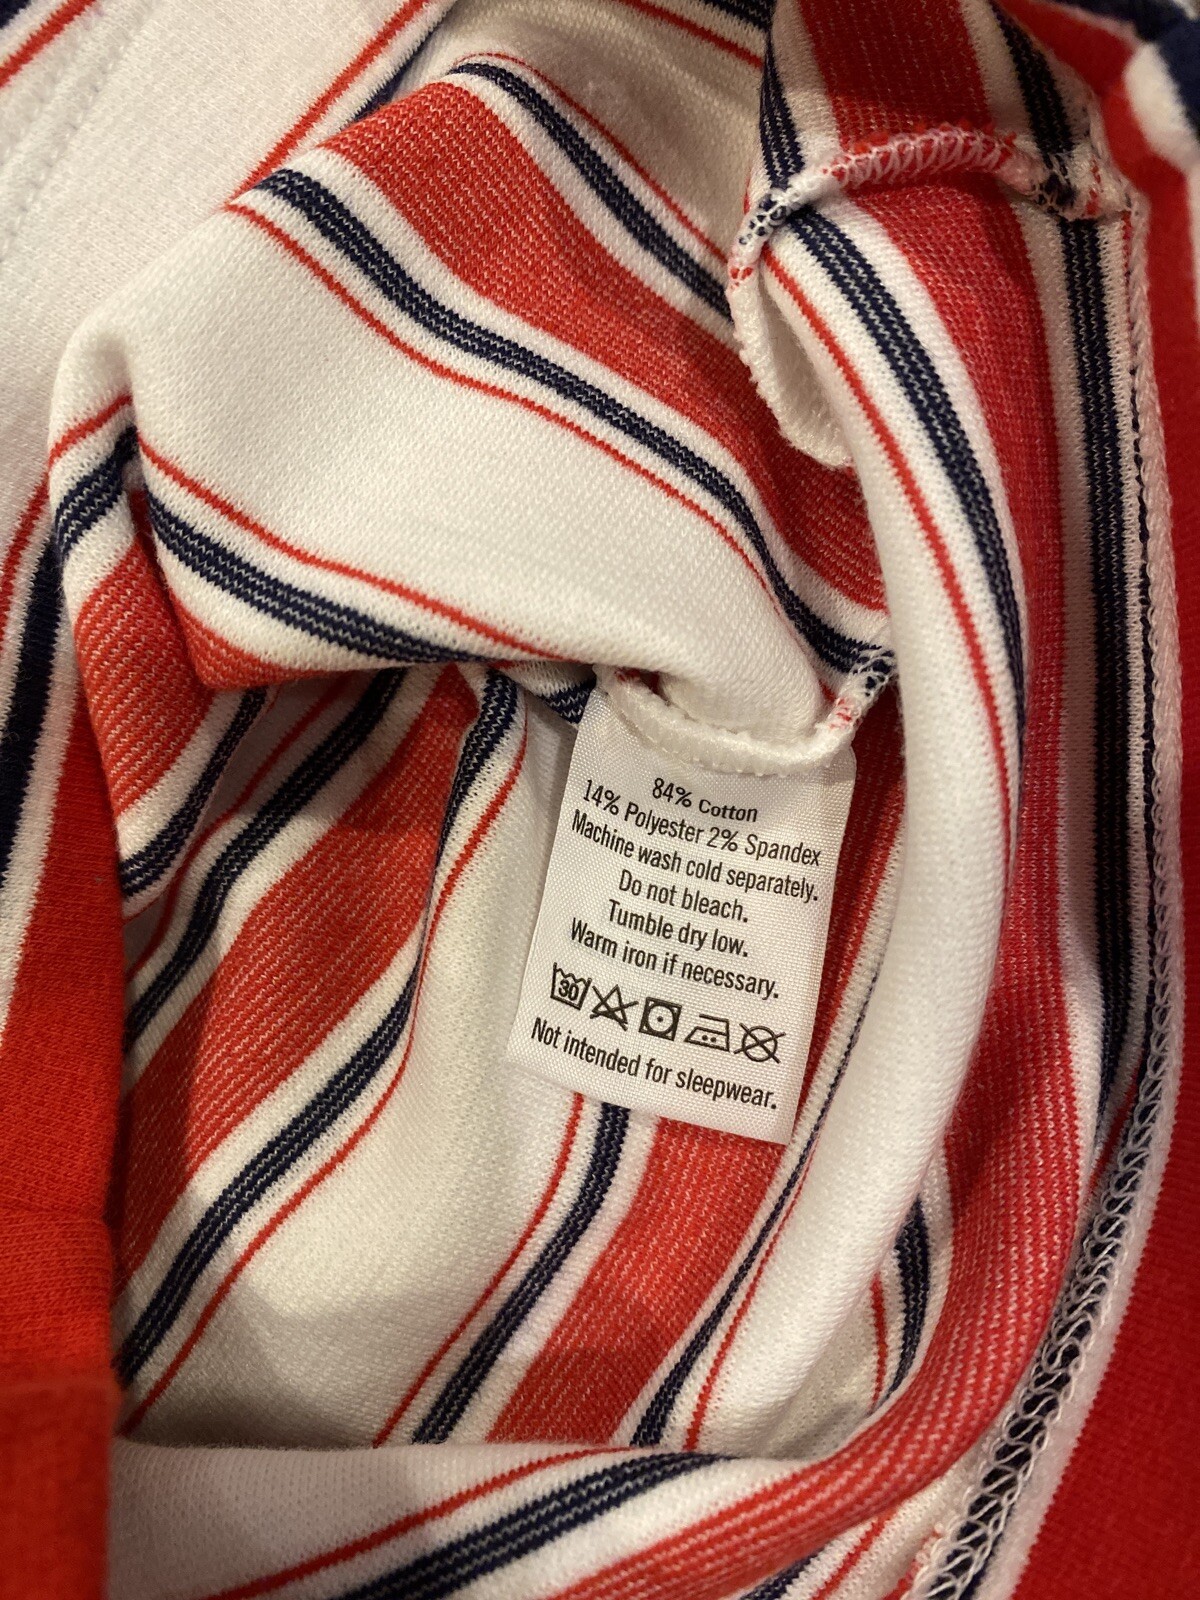 84% Cotton
14% Polyester 2% Spandex
Machine wash cold separately.
Do not bleach.
Tumble dry low.
Warm iron if necessary.
30
Not intended for sleepwear.